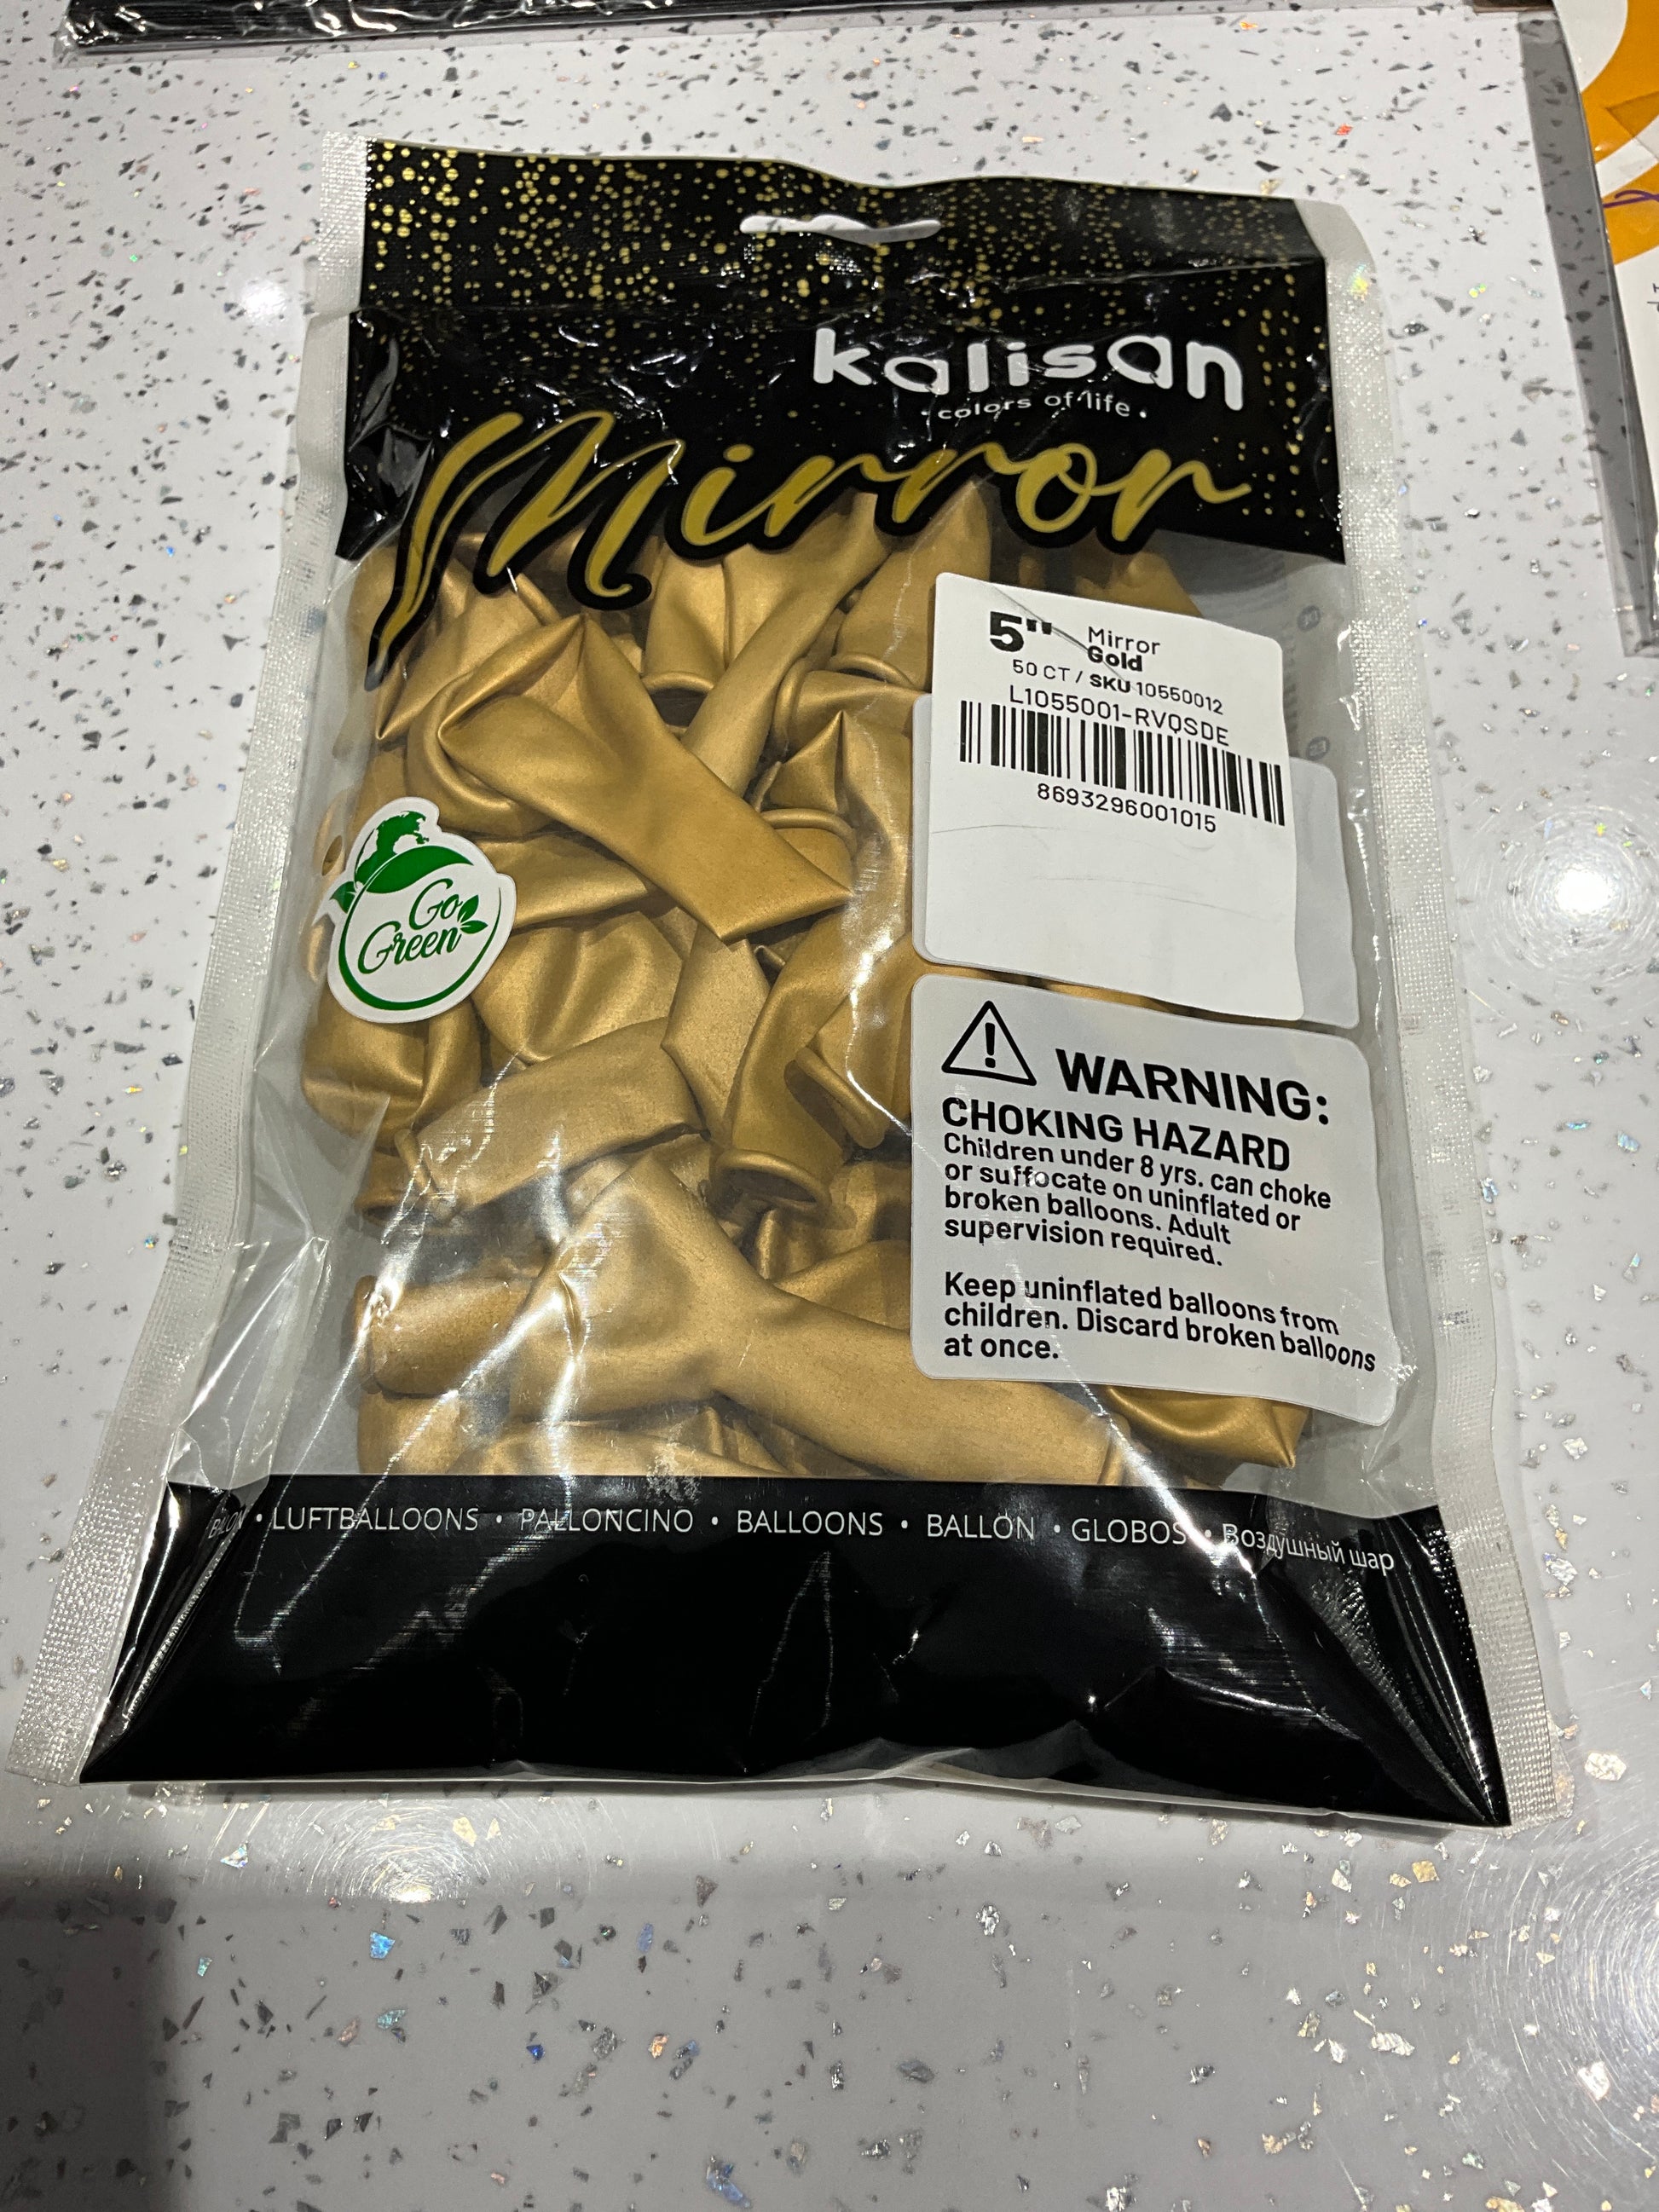 kalisan
• colors of life •
Mirror
5" Mirror
Gold
50 CT / SKU 10550012
L1055001-RVQSDE
8693296001015
Go
Green
WARNING:
CHOKING HAZARD
Children under 8 yrs. can choke
or suffocate on uninflated or
broken balloons. Adult
supervision required.
Keep uninflated balloons from
children. Discard broken balloons
at once.
BALON • LUFTBALLOONS • PALLONCINO • BALLOONS • BALLON • GLOBOS • Воздушный шар